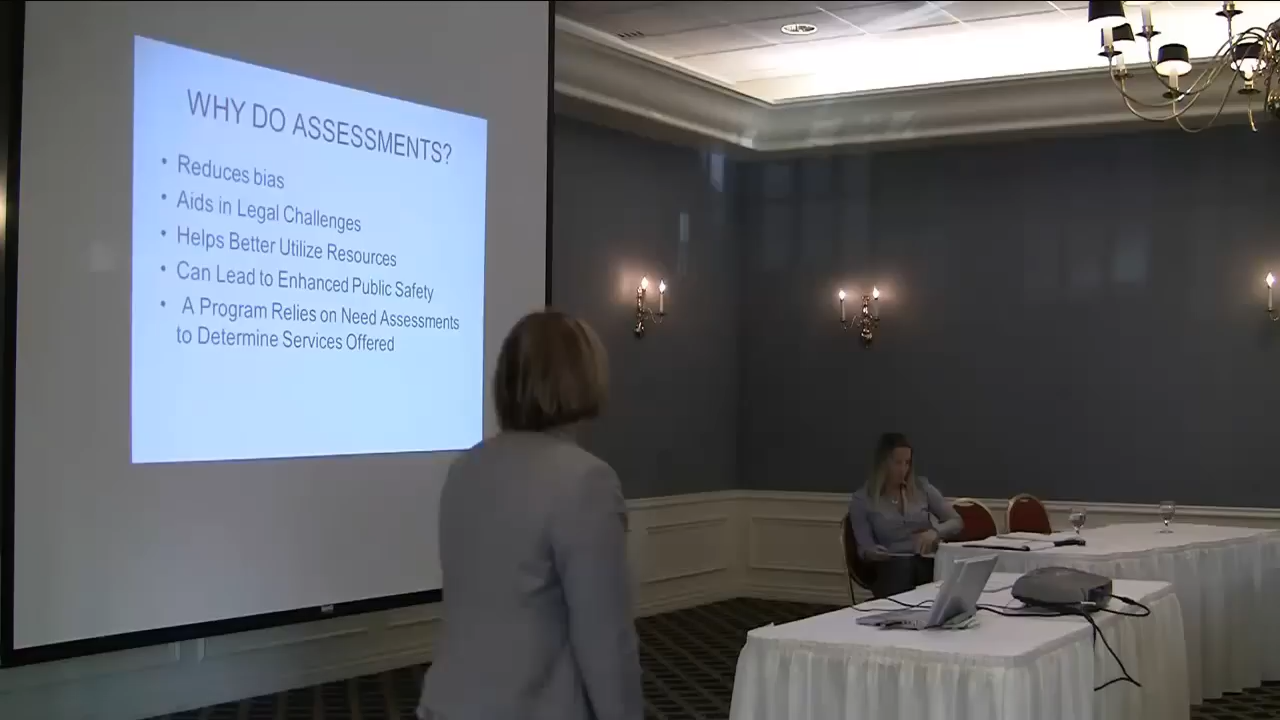 WHY DO ASSESSMENTS?
• Reduces bias
• Aids in Legal Challenges
• Helps Better Utilize Resources
• Can Lead to Enhanced Public Safety
• A Program Relies on Need Assessments
to Determine Services Offered